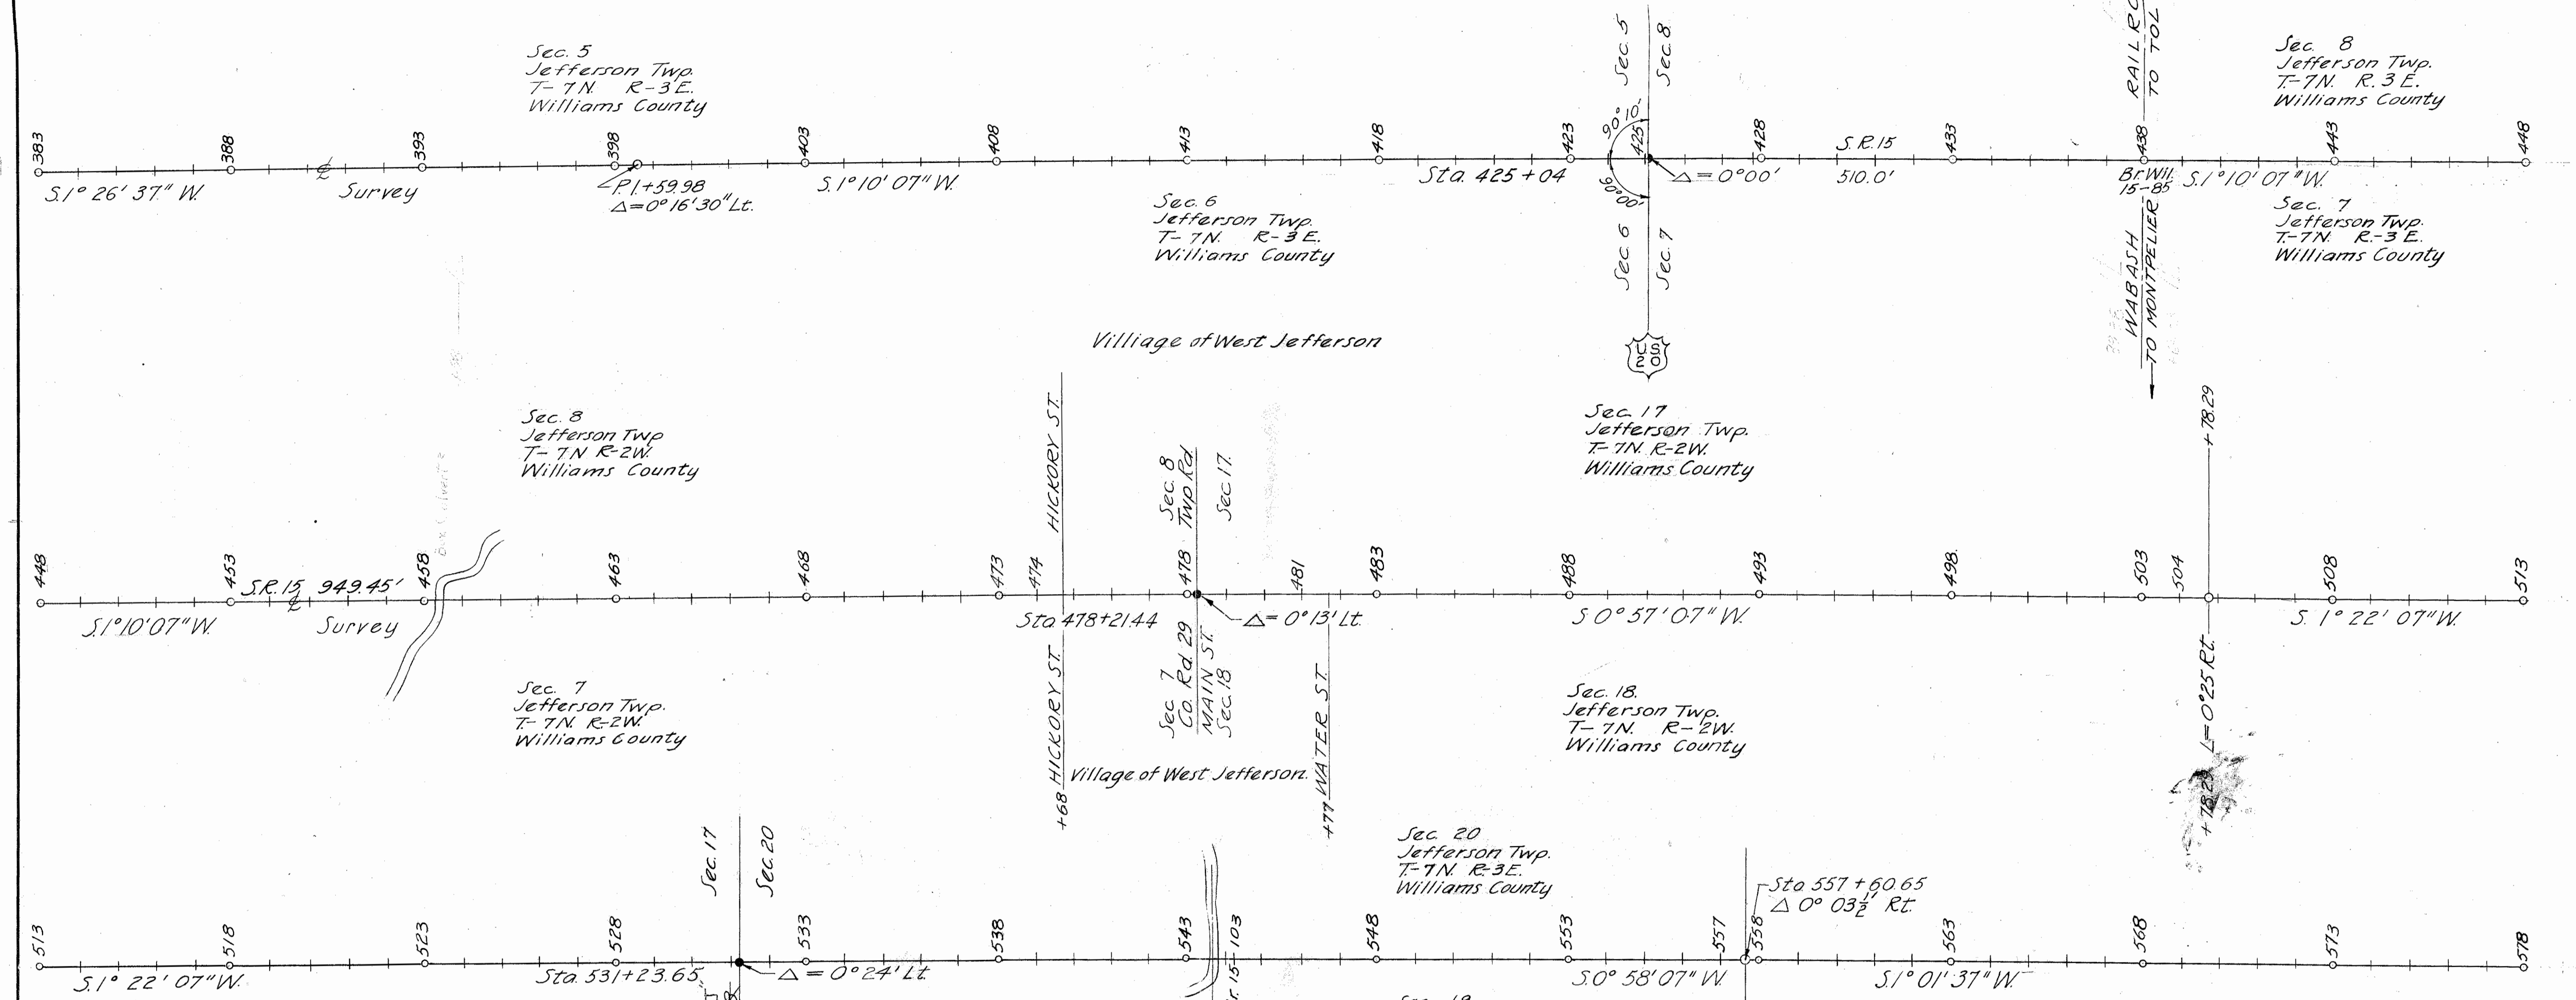 Sec. 5
Jefferson Twp.
T-7N. R-3E.
Williams County
Sec. 5
Sec. 8
RAILRO
TO TOL
Sec. 8
Jefferson Twp.
T-7N. R.3E.
Williams County
383
388
393
398
403
408
413
418
423
425
428
433
438
443
448
90°10'
90°00'
S.R.15
510.0'
S.1° 26' 37" W.
℄
Survey
P.I.+59.98
Δ=0°16'30" Lt.
S.1°10' 07" W.
Sta. 425+04
Δ=0°00'
Br.Wil.
15-85
S.1°10' 07" W.
Sec. 6
Jefferson Twp.
T-7N. R-3E.
Williams County
Sec. 6
Sec. 7
WABASH
TO MONTPELIER
Sec. 7
Jefferson Twp.
T-7N. R-3E.
Williams County
Villiage of West Jefferson
US
20
Sec. 8
Jefferson Twp
T-7N R-2W.
Williams County
HICKORY ST.
Sec. 8
Twp Rd.
Sec. 17.
Sec. 17
Jefferson Twp.
T-7N. R-2W.
Williams County
+78.29
448
453
458
463
468
473
474
478
481
483
488
493
498.
503
504
508
513
S.R.15 949.45'
℄
S.1°10'07" W.
Survey
Sta 478+21.44
Δ=0°13' Lt.
S 0°57'07" W.
S. 1° 22' 07" W.
Sec. 7
Jefferson Twp.
T-7N. R-2W.
Williams County
+68 HICKORY ST.
Sec 7
Co. Rd. 29
MAIN ST.
Sec. 18
+77 WATER ST.
Sec. 18.
Jefferson Twp.
T-7N. R-2W.
Williams County
+78.29 Δ=0°25' Rt.
Village of West Jefferson.
Sec. 17
Sec. 20
Sec. 20
Jefferson Twp.
T-7N. R-3E.
Williams County
Sta. 557+60.65
Δ 0° 03½' Rt.
513
518
523
528
533
538
543
15-103
548
553
557
558
563
568
573
578
S.1° 22' 07" W.
Sta. 531+23.65
Δ=0°24' Lt.
S.0° 58' 07" W.
S.1° 01' 37" W.